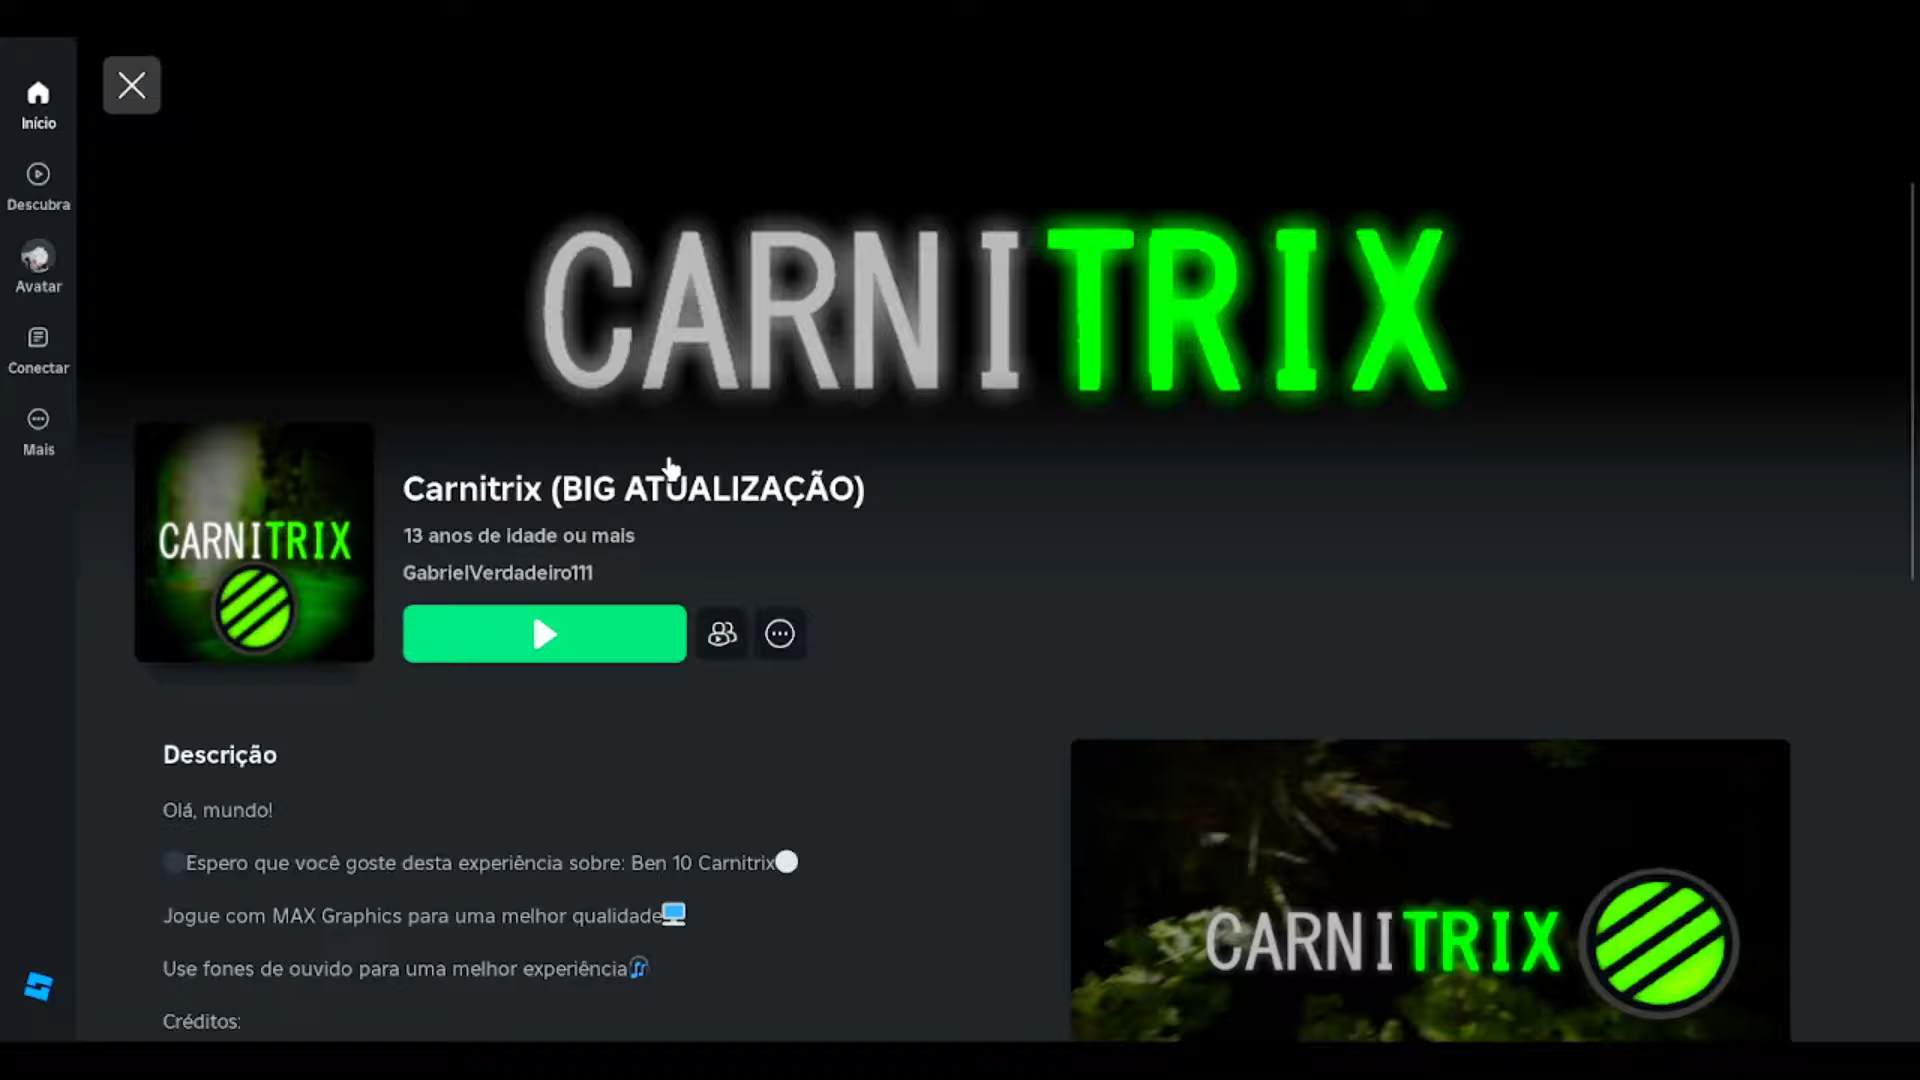 Início
Descubra
Avatar
Conectar
Mais
CARNITRIX
CARNITRIX
Carnitrix (BIG ATUALIZAÇÃO)
13 anos de idade ou mais
GabrielVerdadeiro111
Descrição
Olá, mundo!
Espero que você goste desta experiência sobre: Ben 10 Carnitrix
Jogue com MAX Graphics para uma melhor qualidade
Use fones de ouvido para uma melhor experiência
Créditos:
CARNITRIX